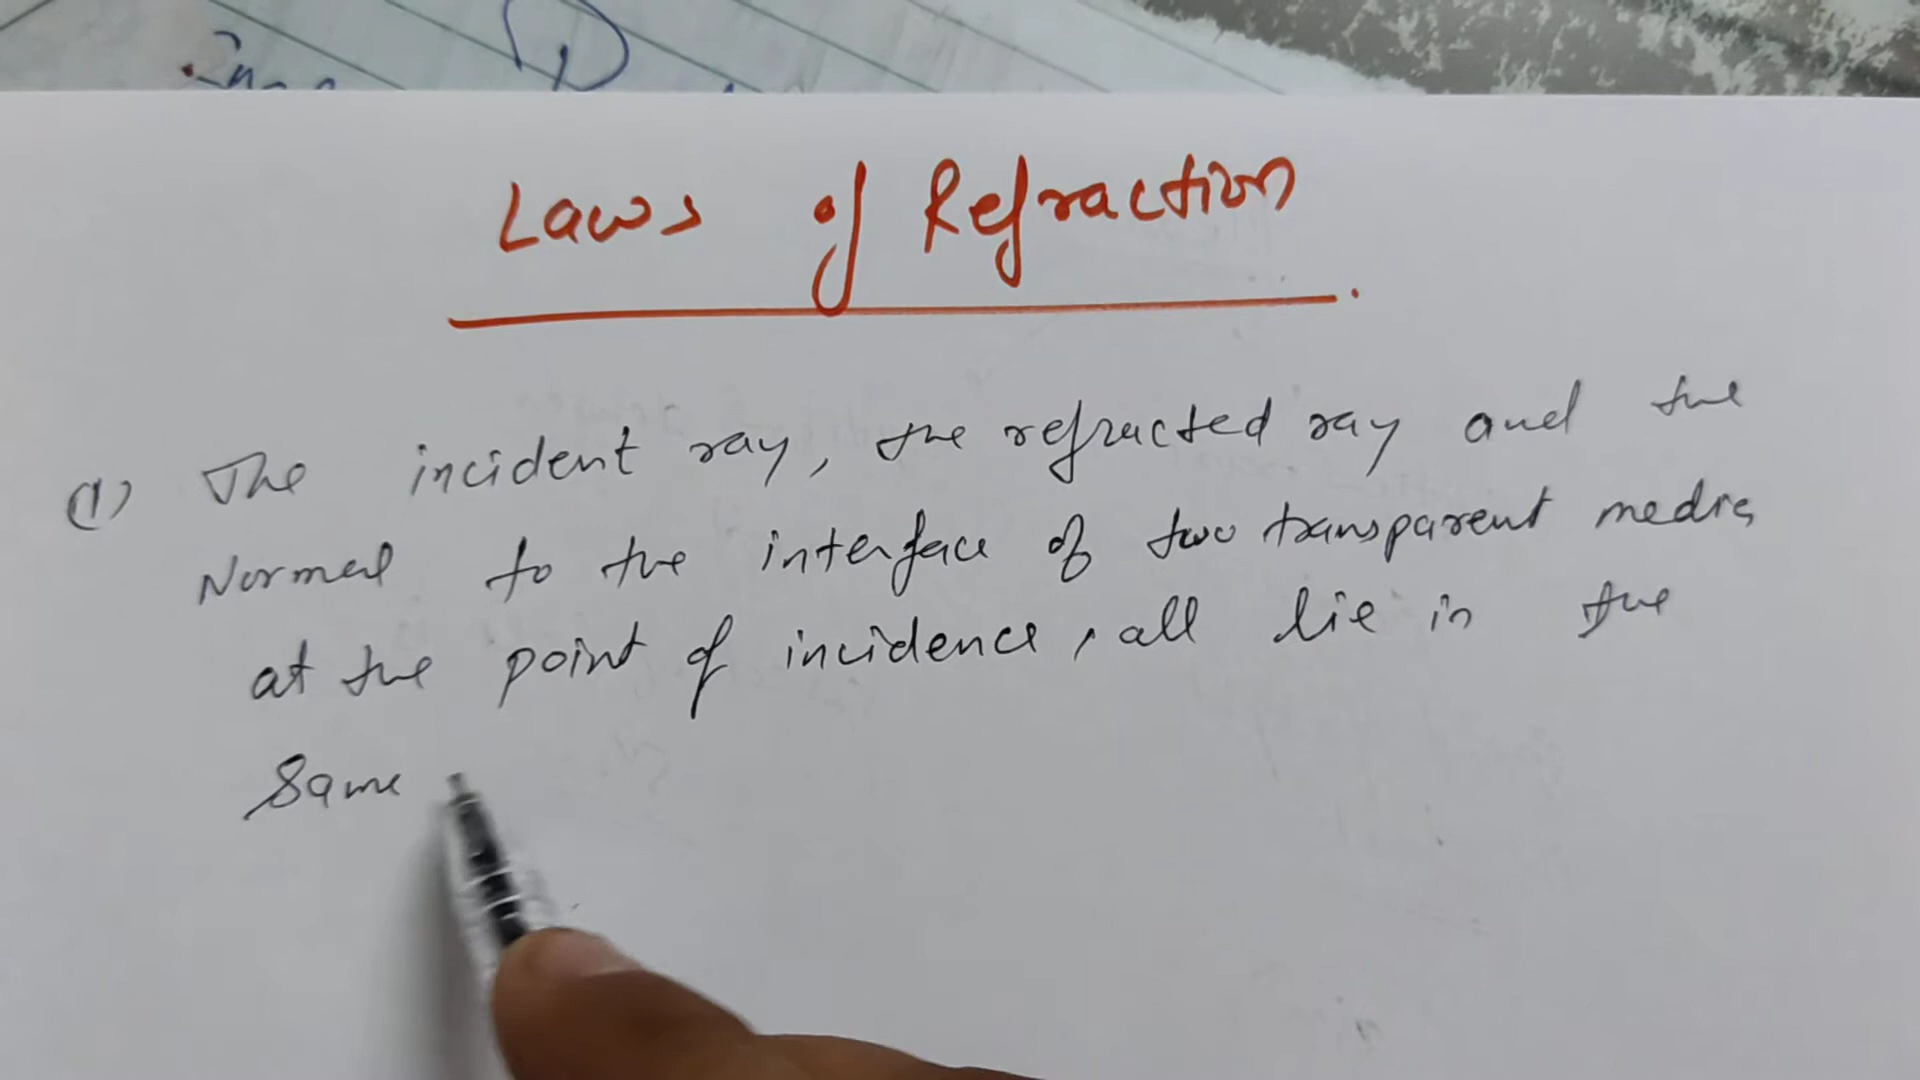 Laws of Refraction
(1) The incident ray, the refracted ray and the
Normal to the interface of two transparent media
at the point of incidence, all lie in the
Same